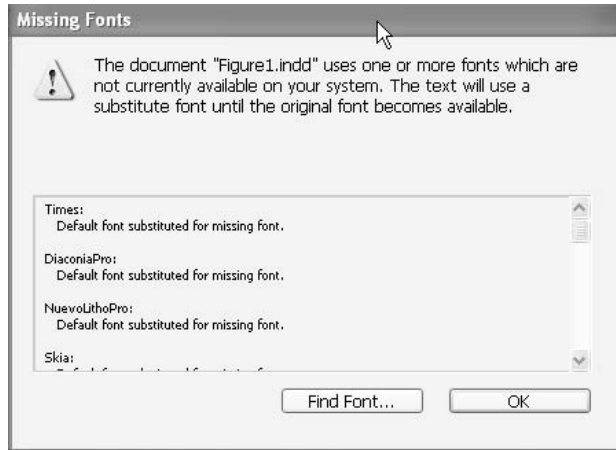 Missing Fonts
The document "Figure1.indd" uses one or more fonts which are
not currently available on your system. The text will use a
substitute font until the original font becomes available.
Times:
Default font substituted for missing font.
DiaconiaPro:
Default font substituted for missing font.
NuevoLithoPro:
Default font substituted for missing font.
Skia:
Find Font...
OK